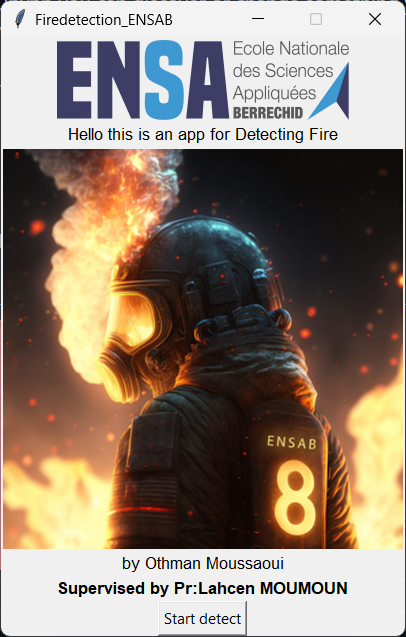 Firedetection_ENSAB
ENSA
Ecole Nationale
des Sciences
Appliquées
BERRECHID
Hello this is an app for Detecting Fire
ENSAB
8
by Othman Moussaoui
Supervised by Pr:Lahcen MOUMOUN
Start detect